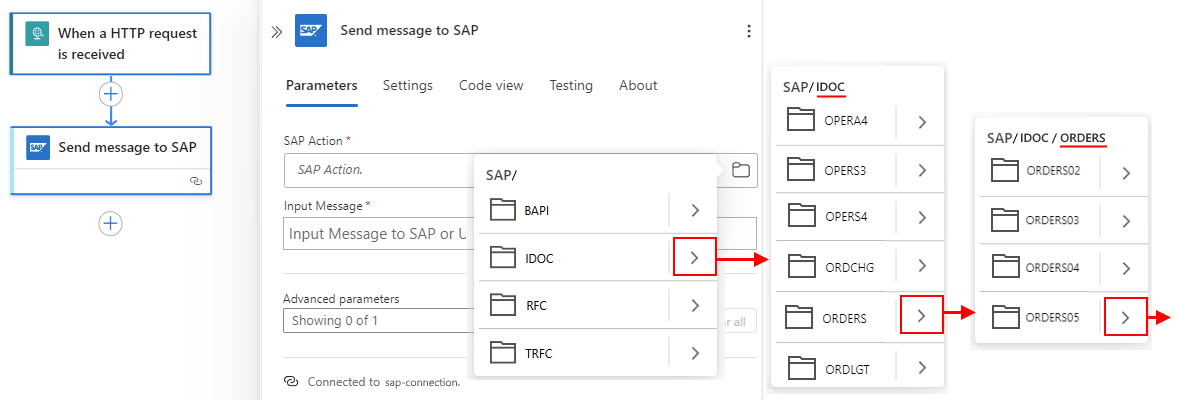 When a HTTP request
is received
SAP
Send message to SAP
SAP
Send message to SAP
Parameters
Settings
Code view
Testing
About
SAP Action *
SAP Action.
Input Message *
Input Message to SAP or
Advanced parameters
Showing 0 of 1
all
Connected to sap-connection.
SAP/
BAPI
IDOC
RFC
TRFC
SAP/ IDOC
OPERA4
OPERS3
OPERS4
ORDCHG
ORDERS
ORDLGT
SAP/ IDOC / ORDERS
ORDERS02
ORDERS03
ORDERS04
ORDERS05